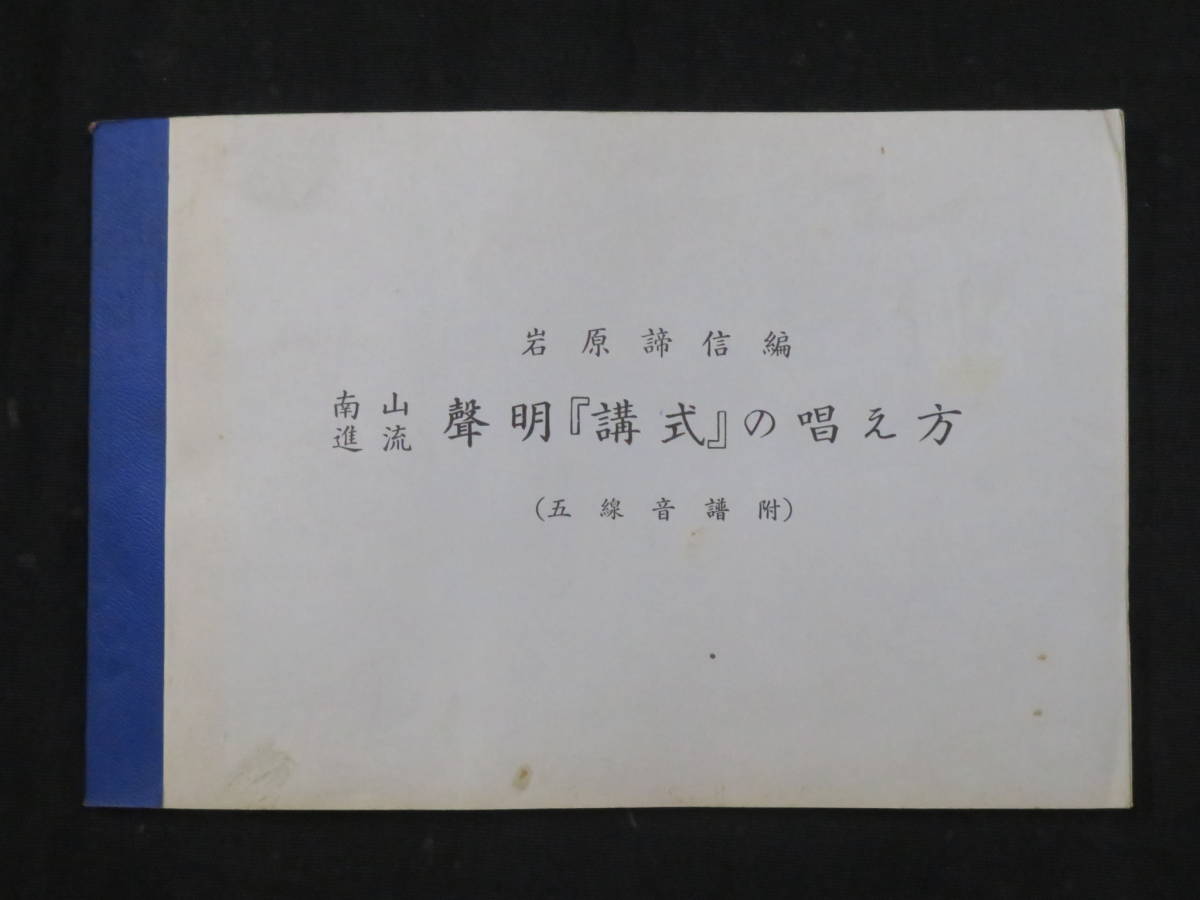 岩原諦信編
南山進流 聲明『講式』の唱え方
（五線音譜附）